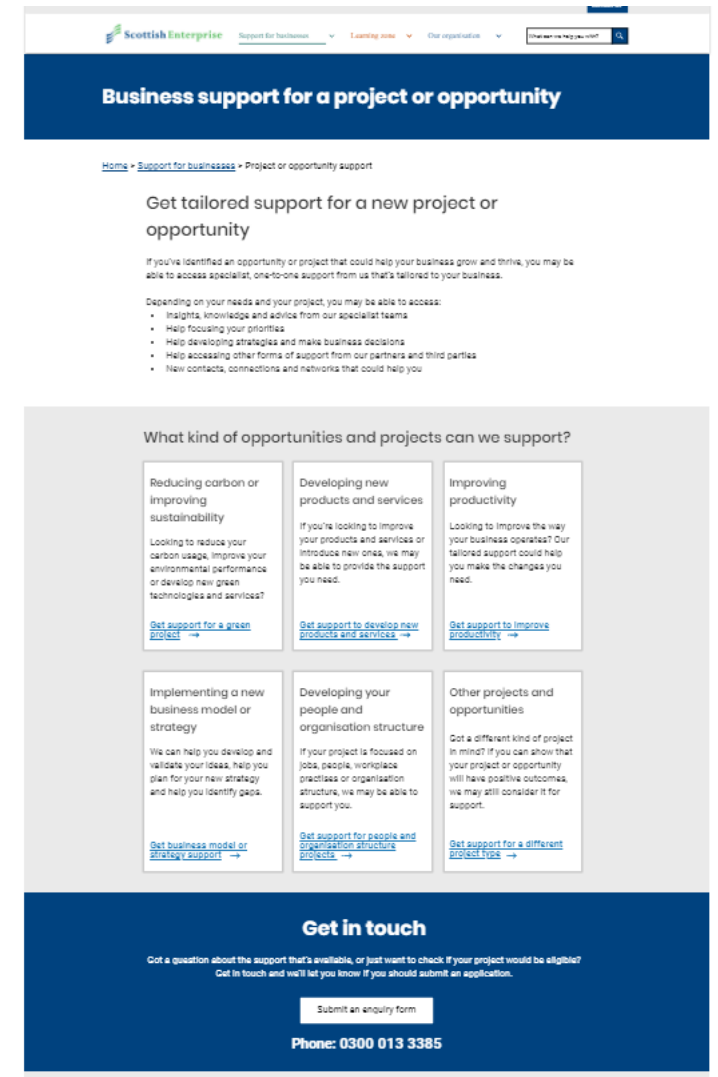 Scottish Enterprise
Support for businesses
Learning zone
Our organisation
What can we help you with?
Business support for a project or opportunity
Home > Support for businesses > Project or opportunity support
Get tailored support for a new project or
opportunity
If you've identified an opportunity or project that could help your business grow and thrive, you may be
able to access specialist, one-to-one support from us that's tailored to your business.
Depending on your needs and your project, you may be able to access:
• Insights, knowledge and advice from our specialist teams
• Help focusing your priorities
• Help developing strategies and make business decisions
• Help accessing other forms of support from our partners and third parties
• New contacts, connections and networks that could help you
What kind of opportunities and projects can we support?
Reducing carbon or
improving
sustainability
Looking to reduce your
carbon usage, improve your
environmental performance
or develop new green
technologies and services?
Get support for a green
project →
Developing new
products and services
If you're looking to improve
your products and services or
introduce new ones, we may
be able to provide the support
you need.
Get support to develop new
products and services →
Improving
productivity
Looking to improve the way
your business operates? Our
tailored support could help
you make the changes you
need.
Get support to improve
productivity →
Implementing a new
business model or
strategy
We can help you develop and
validate your ideas, help you
plan for your new strategy
and help you identify gaps.
Get business model or
strategy support →
Developing your
people and
organisation structure
If your project is focused on
jobs, people, workplace
practises or organisation
structure, we may be able to
support you.
Get support for people and
organisation structure
projects →
Other projects and
opportunities
Got a different kind of project
in mind? If you can show that
your project or opportunity
will have positive outcomes,
we may still consider it for
support.
Get support for a different
project type →
Get in touch
Got a question about the support that's available, or just want to check if your project would be eligible?
Get in touch and we'll let you know if you should submit an application.
Submit an enquiry form
Phone: 0300 013 3385